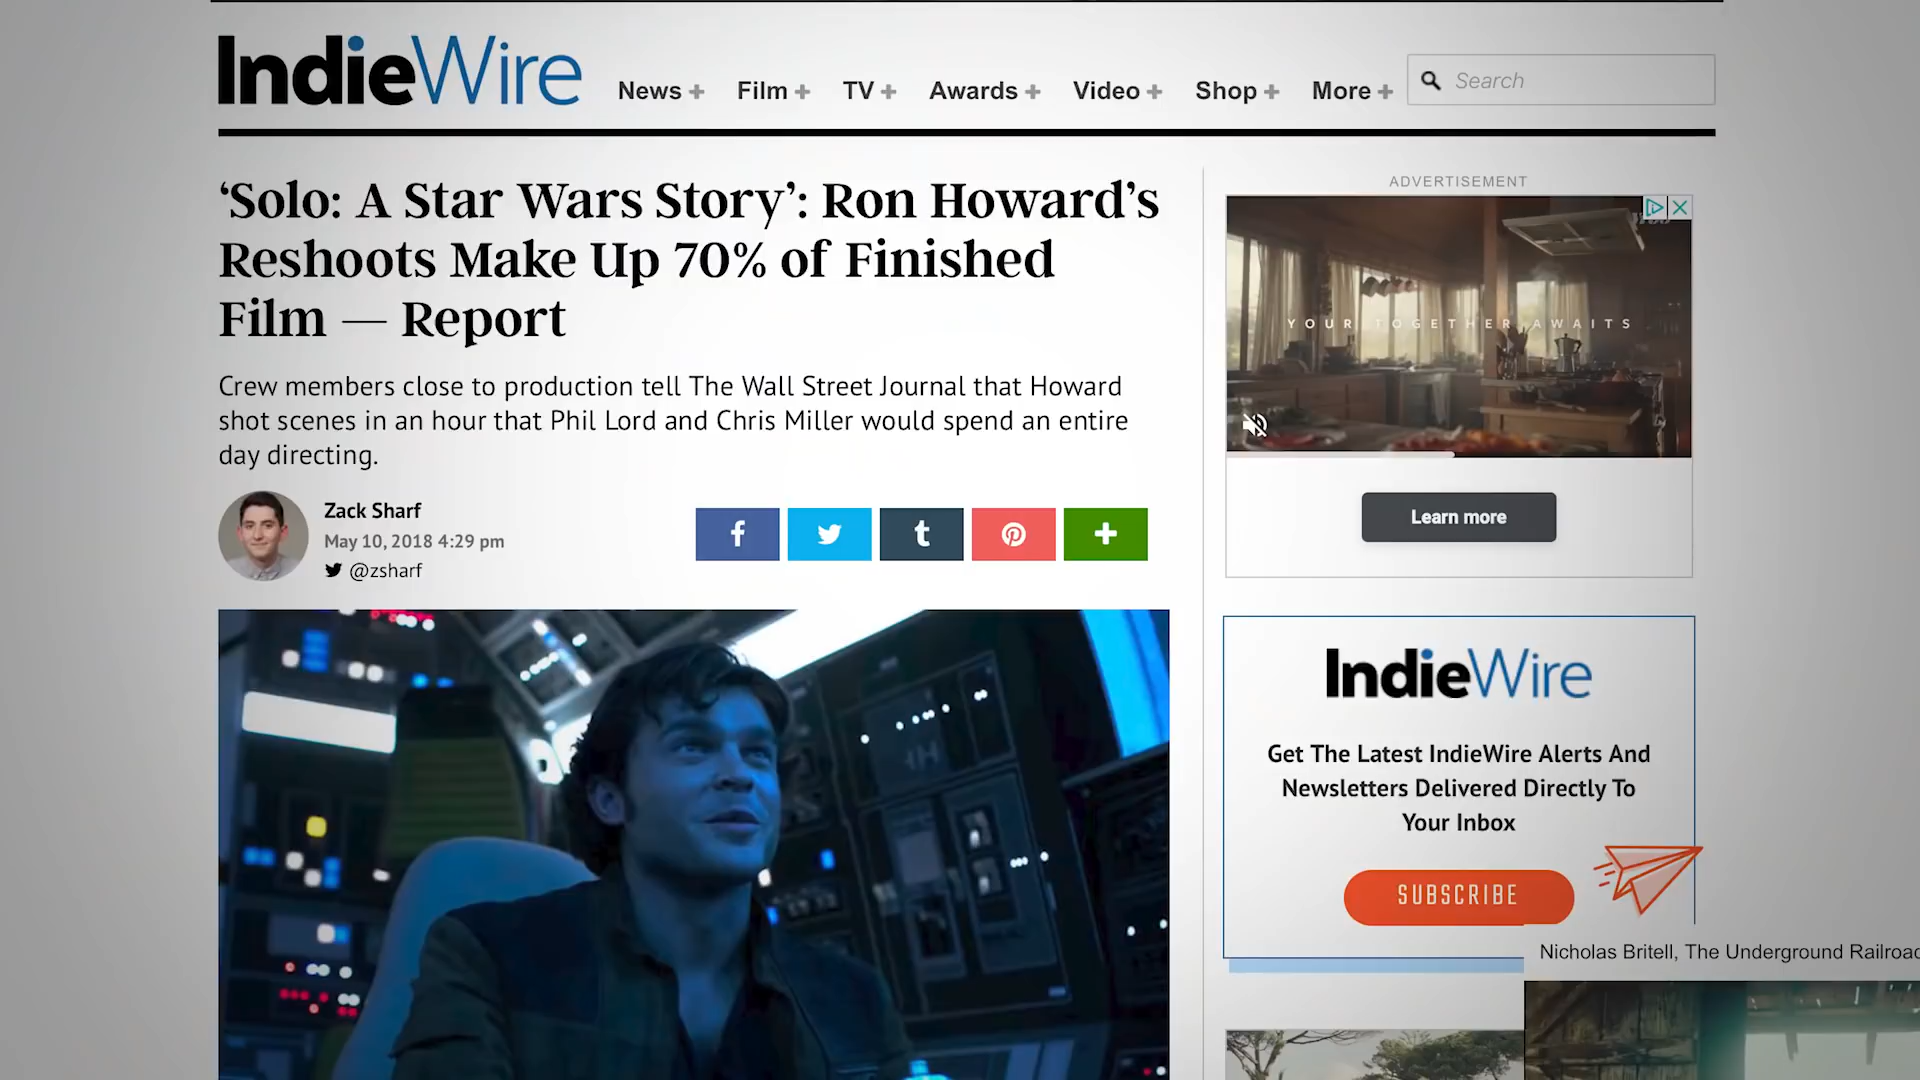 IndieWire
News + Film + TV + Awards + Video + Shop + More +
Search
‘Solo: A Star Wars Story’: Ron Howard’s
Reshoots Make Up 70% of Finished
Film — Report
Crew members close to production tell The Wall Street Journal that Howard
shot scenes in an hour that Phil Lord and Chris Miller would spend an entire
day directing.
Zack Sharf
May 10, 2018 4:29 pm
@zsharf
ADVERTISEMENT
YOUR TOGETHER AWAITS
Learn more
IndieWire
Get The Latest IndieWire Alerts And
Newsletters Delivered Directly To
Your Inbox
SUBSCRIBE
Nicholas Britell, The Underground Railroad